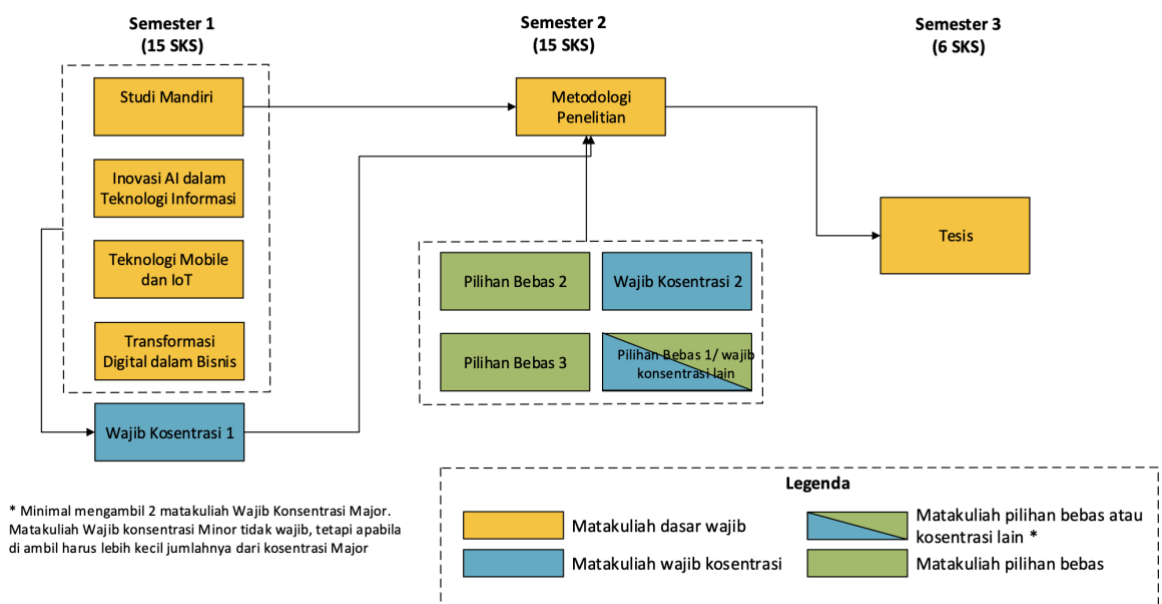 Semester 1
(15 SKS)
Semester 2
(15 SKS)
Semester 3
(6 SKS)
Studi Mandiri
Inovasi AI dalam
Teknologi Informasi
Teknologi Mobile
dan IoT
Transformasi
Digital dalam Bisnis
Wajib Kosentrasi 1
Metodologi
Penelitian
Pilihan Bebas 2
Wajib Kosentrasi 2
Pilihan Bebas 3
Pilihan Bebas 1/ wajib
konsentrasi lain
Tesis
* Minimal mengambil 2 matakuliah Wajib Konsentrasi Major.
Matakuliah Wajib konsentrasi Minor tidak wajib, tetapi apabila
di ambil harus lebih kecil jumlahnya dari kosentrasi Major
Legenda
Matakuliah dasar wajib
Matakuliah wajib kosentrasi
Matakuliah pilihan bebas atau
kosentrasi lain *
Matakuliah pilihan bebas